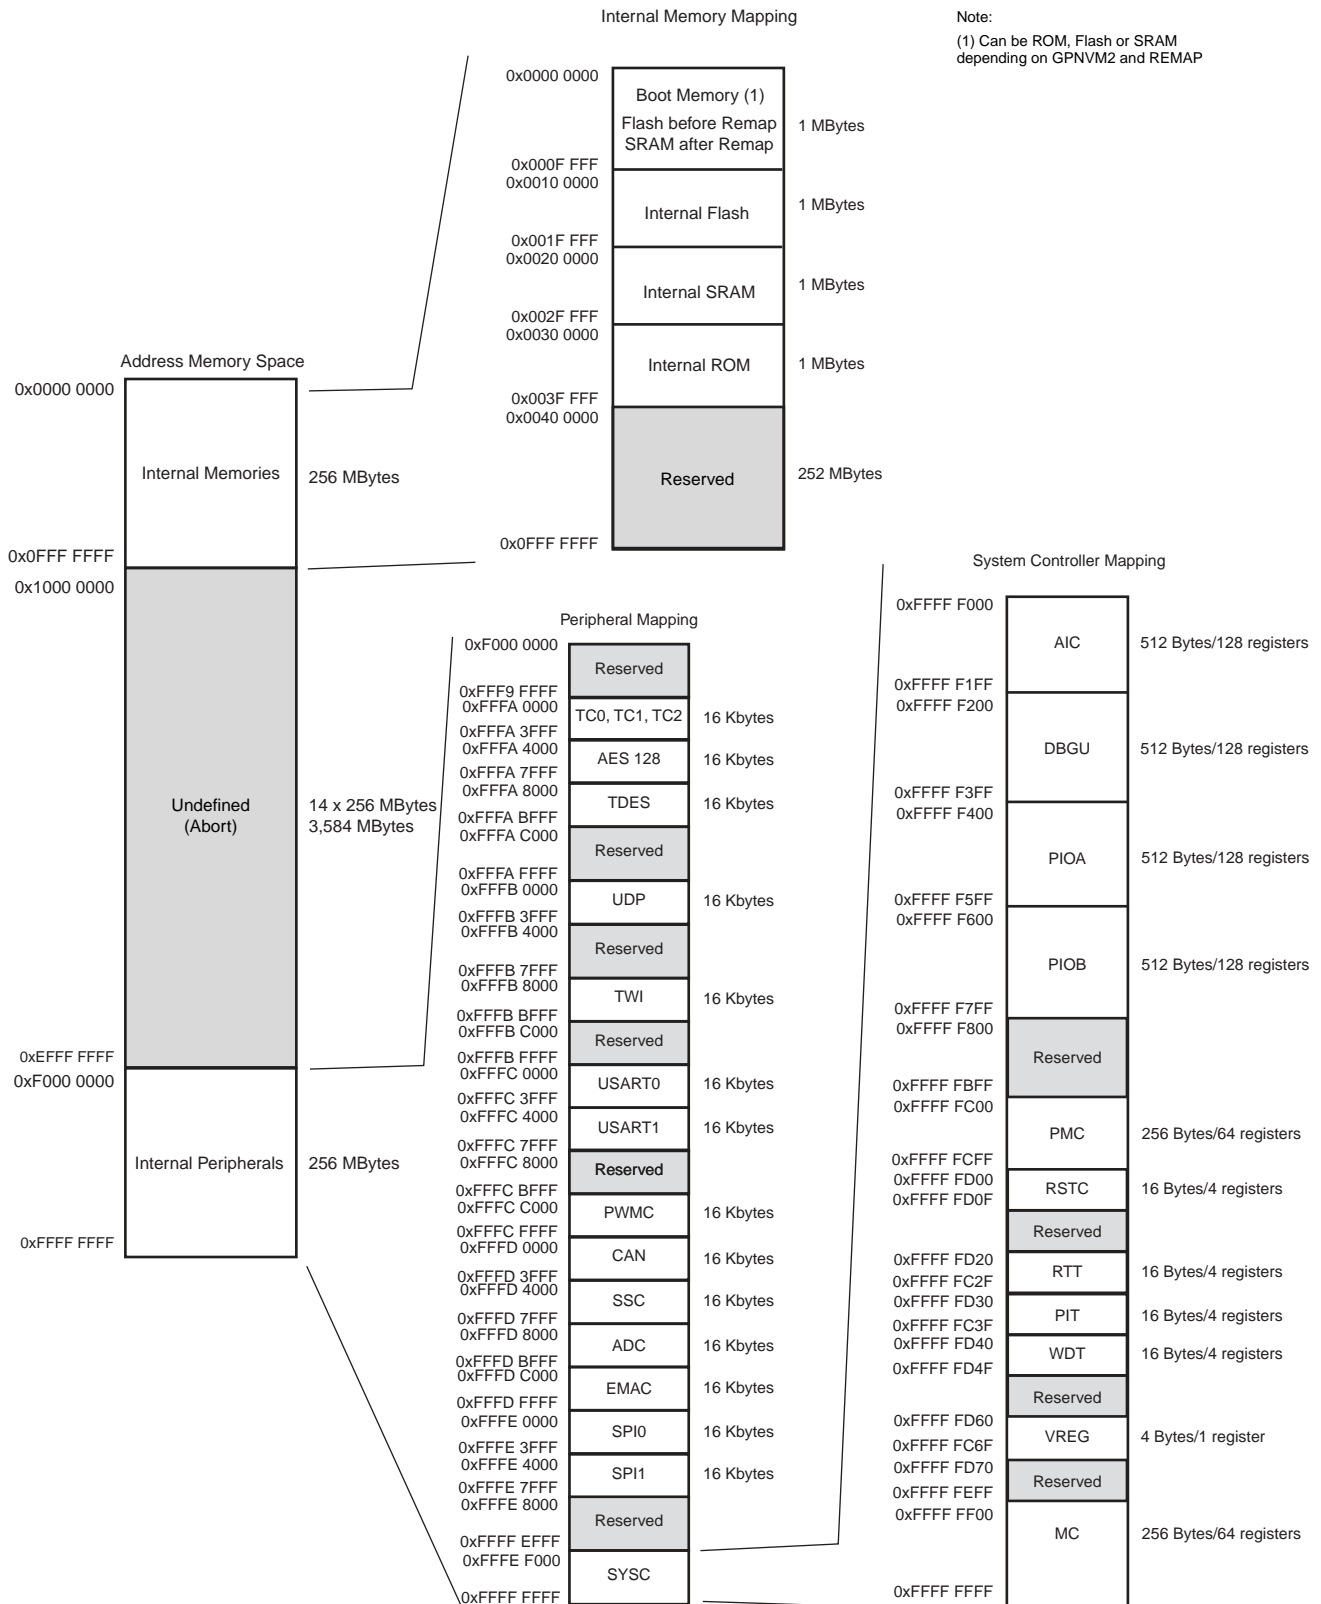 Internal Memory Mapping
Note:
(1) Can be ROM, Flash or SRAM
depending on GPNVM2 and REMAP
0x0000 0000
Boot Memory (1)
Flash before Remap
SRAM after Remap
1 MBytes
0x000F FFF
0x0010 0000
Internal Flash
1 MBytes
0x001F FFF
0x0020 0000
Internal SRAM
1 MBytes
0x002F FFF
0x0030 0000
Internal ROM
1 MBytes
0x003F FFF
0x0040 0000
Reserved
252 MBytes
0x0FFF FFFF
Address Memory Space
0x0000 0000
Internal Memories
256 MBytes
0x0FFF FFFF
0x1000 0000
Undefined
(Abort)
14 x 256 MBytes
3,584 MBytes
0xEFFF FFFF
0xF000 0000
Internal Peripherals
256 MBytes
0xFFFF FFFF
Peripheral Mapping
0xF000 0000
Reserved
0xFFF9 FFFF
0xFFFA 0000
TC0, TC1, TC2
16 Kbytes
0xFFFA 3FFF
0xFFFA 4000
AES 128
16 Kbytes
0xFFFA 7FFF
0xFFFA 8000
TDES
16 Kbytes
0xFFFA BFFF
0xFFFA C000
Reserved
0xFFFA FFFF
0xFFFB 0000
UDP
16 Kbytes
0xFFFB 3FFF
0xFFFB 4000
Reserved
0xFFFB 7FFF
0xFFFB 8000
TWI
16 Kbytes
0xFFFB BFFF
0xFFFB C000
Reserved
0xFFFB FFFF
0xFFFC 0000
USART0
16 Kbytes
0xFFFC 3FFF
0xFFFC 4000
USART1
16 Kbytes
0xFFFC 7FFF
0xFFFC 8000
Reserved
0xFFFC BFFF
0xFFFC C000
PWMC
16 Kbytes
0xFFFC FFFF
0xFFFD 0000
CAN
16 Kbytes
0xFFFD 3FFF
0xFFFD 4000
SSC
16 Kbytes
0xFFFD 7FFF
0xFFFD 8000
ADC
16 Kbytes
0xFFFD BFFF
0xFFFD C000
EMAC
16 Kbytes
0xFFFD FFFF
0xFFFE 0000
SPI0
16 Kbytes
0xFFFE 3FFF
0xFFFE 4000
SPI1
16 Kbytes
0xFFFE 7FFF
0xFFFE 8000
Reserved
0xFFFF EFFF
0xFFFE F000
SYSC
0xFFFF FFFF
System Controller Mapping
0xFFFF F000
AIC
512 Bytes/128 registers
0xFFFF F1FF
0xFFFF F200
DBGU
512 Bytes/128 registers
0xFFFF F3FF
0xFFFF F400
PIOA
512 Bytes/128 registers
0xFFFF F5FF
0xFFFF F600
PIOB
512 Bytes/128 registers
0xFFFF F7FF
0xFFFF F800
Reserved
0xFFFF FBFF
0xFFFF FC00
PMC
256 Bytes/64 registers
0xFFFF FCFF
0xFFFF FD00
RSTC
16 Bytes/4 registers
0xFFFF FD0F
Reserved
0xFFFF FD20
RTT
16 Bytes/4 registers
0xFFFF FC2F
0xFFFF FD30
PIT
16 Bytes/4 registers
0xFFFF FC3F
0xFFFF FD40
WDT
16 Bytes/4 registers
0xFFFF FD4F
Reserved
0xFFFF FD60
VREG
4 Bytes/1 register
0xFFFF FC6F
0xFFFF FD70
Reserved
0xFFFF FEFF
0xFFFF FF00
MC
256 Bytes/64 registers
0xFFFF FFFF